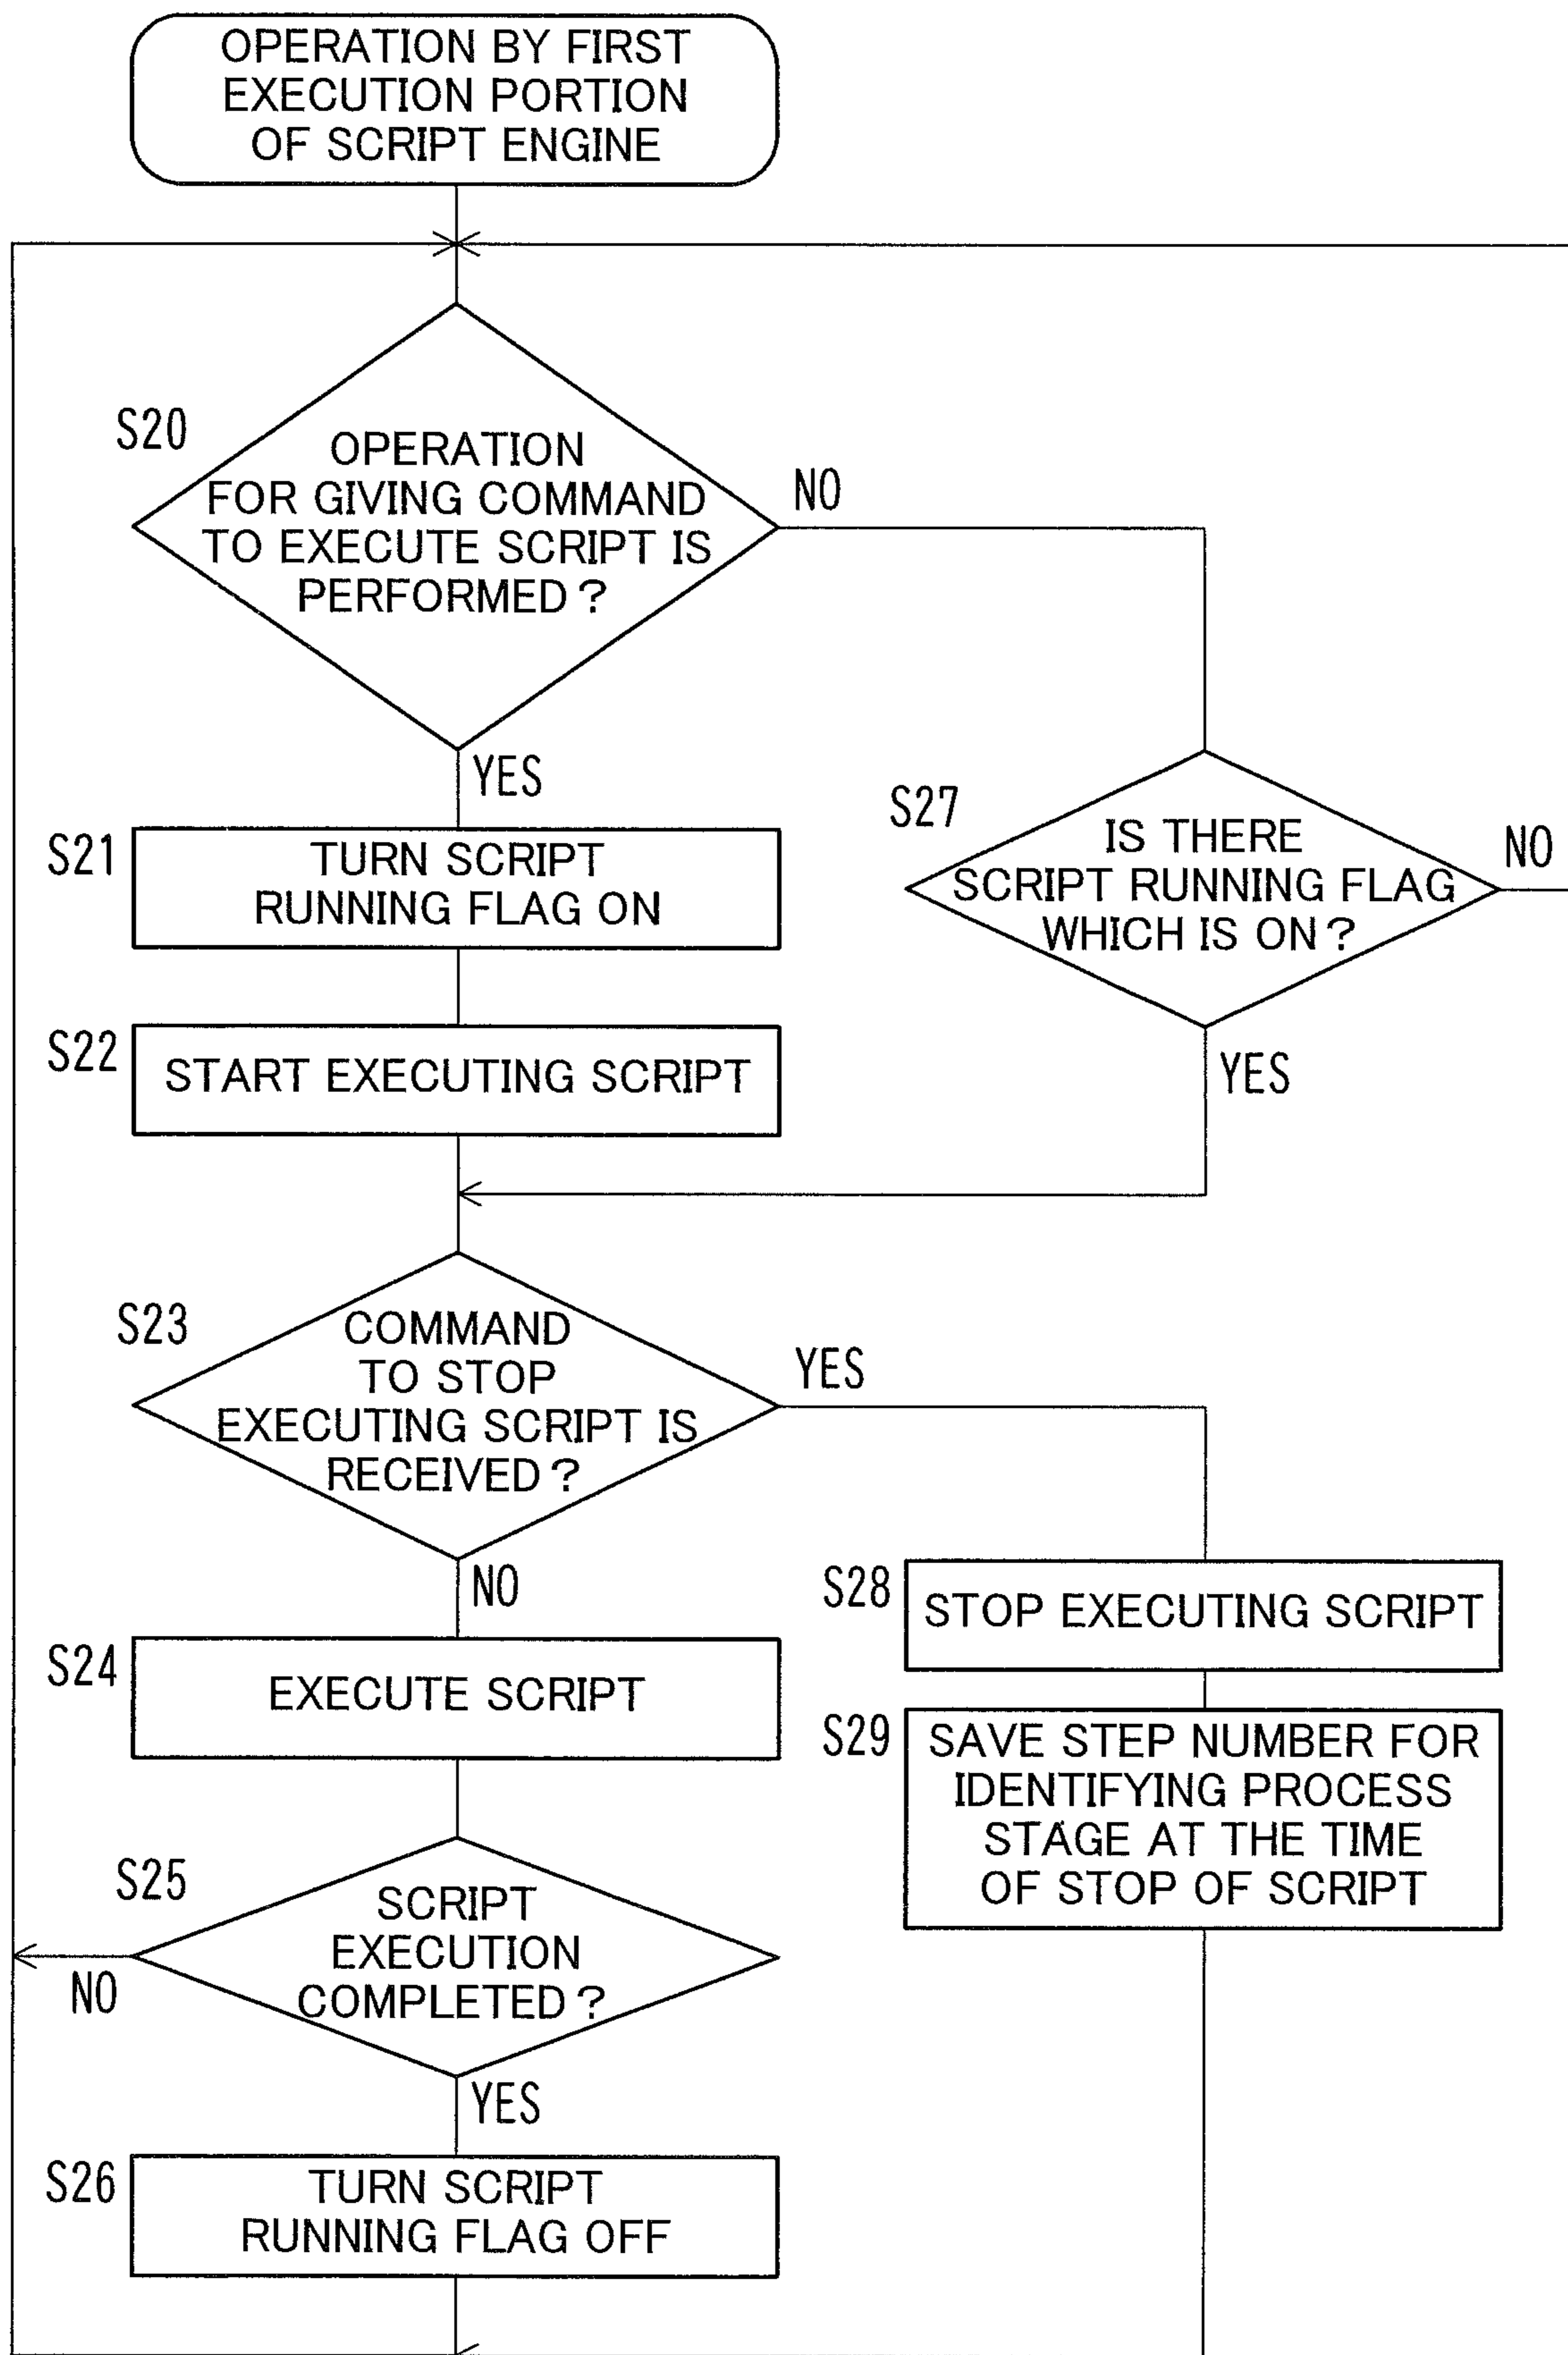 OPERATION BY FIRST
EXECUTION PORTION
OF SCRIPT ENGINE
S20
OPERATION
FOR GIVING COMMAND
TO EXECUTE SCRIPT IS
PERFORMED?
NO
YES
S21
TURN SCRIPT
RUNNING FLAG ON
S27
IS THERE
SCRIPT RUNNING FLAG
WHICH IS ON?
NO
YES
S22
START EXECUTING SCRIPT
S23
COMMAND
TO STOP
EXECUTING SCRIPT IS
RECEIVED?
YES
NO
S28
STOP EXECUTING SCRIPT
S24
EXECUTE SCRIPT
S29
SAVE STEP NUMBER FOR
IDENTIFYING PROCESS
STAGE AT THE TIME
OF STOP OF SCRIPT
S25
SCRIPT
EXECUTION
COMPLETED?
NO
YES
S26
TURN SCRIPT
RUNNING FLAG OFF